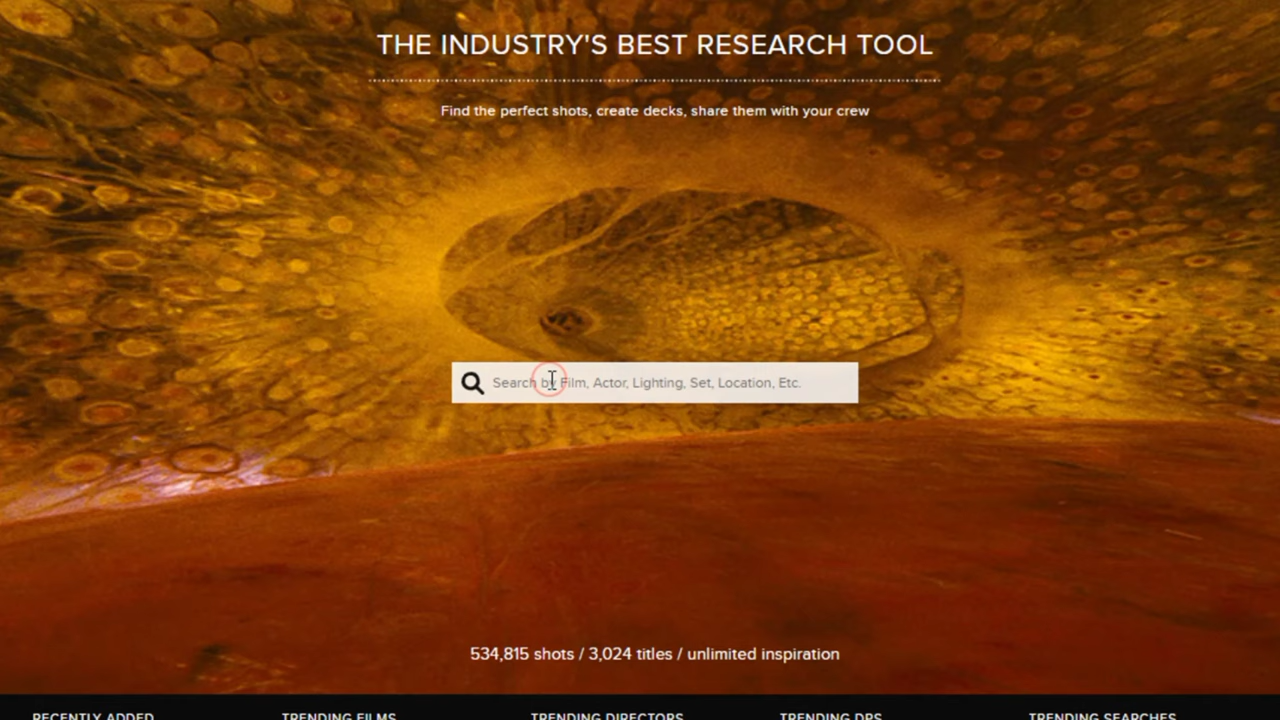 THE INDUSTRY'S BEST RESEARCH TOOL
Find the perfect shots, create decks, share them with your crew
Search by Film, Actor, Lighting, Set, Location, Etc.
534,815 shots / 3,024 titles / unlimited inspiration
RECENTLY ADDED TRENDING FILMS TRENDING DIRECTORS TRENDING DPS TRENDING SEARCHES